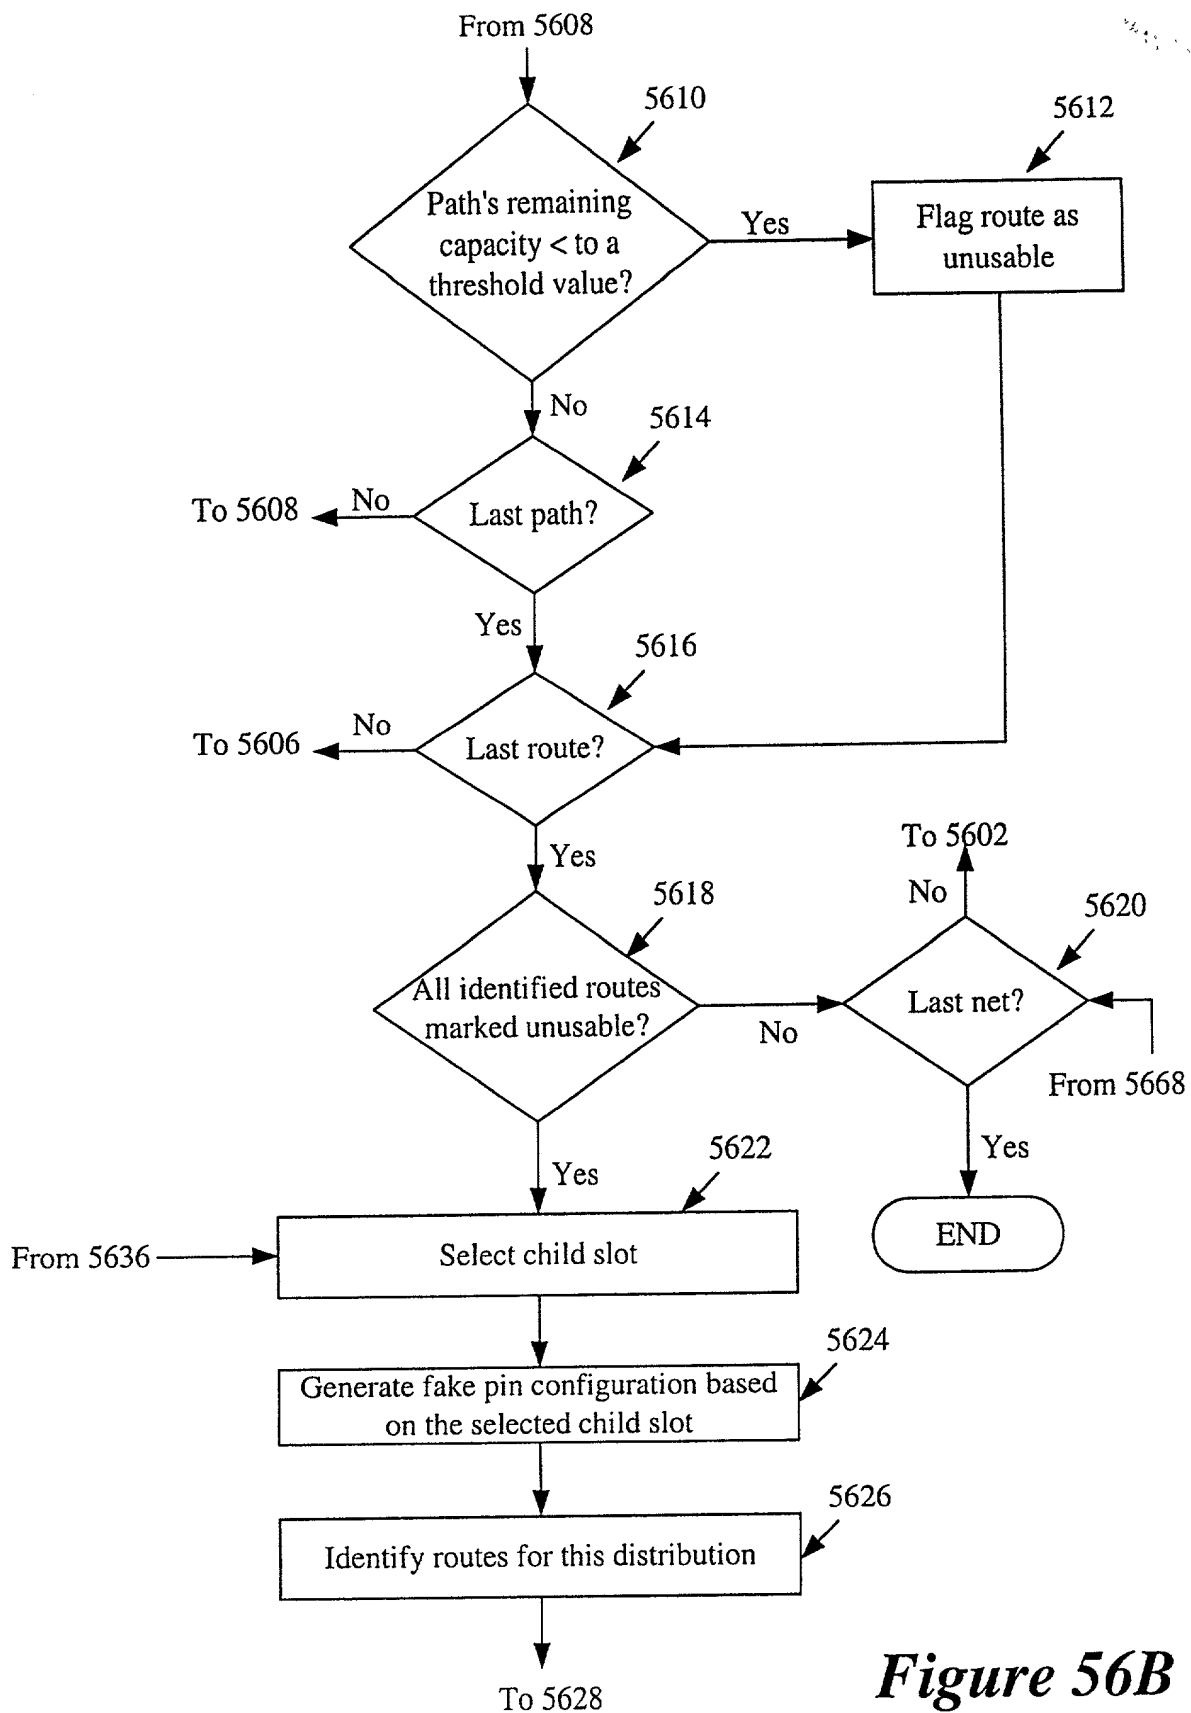 From 5608
5610
5612
Path's remaining
capacity < to a
threshold value?
Yes
Flag route as
unusable
No
5614
To 5608
No
Last path?
Yes
5616
To 5606
No
Last route?
Yes
To 5602
No
5618
5620
All identified routes
marked unusable?
No
Last net?
From 5668
Yes
5622
Yes
From 5636
Select child slot
END
5624
Generate fake pin configuration based
on the selected child slot
5626
Identify routes for this distribution
To 5628
Figure 56B